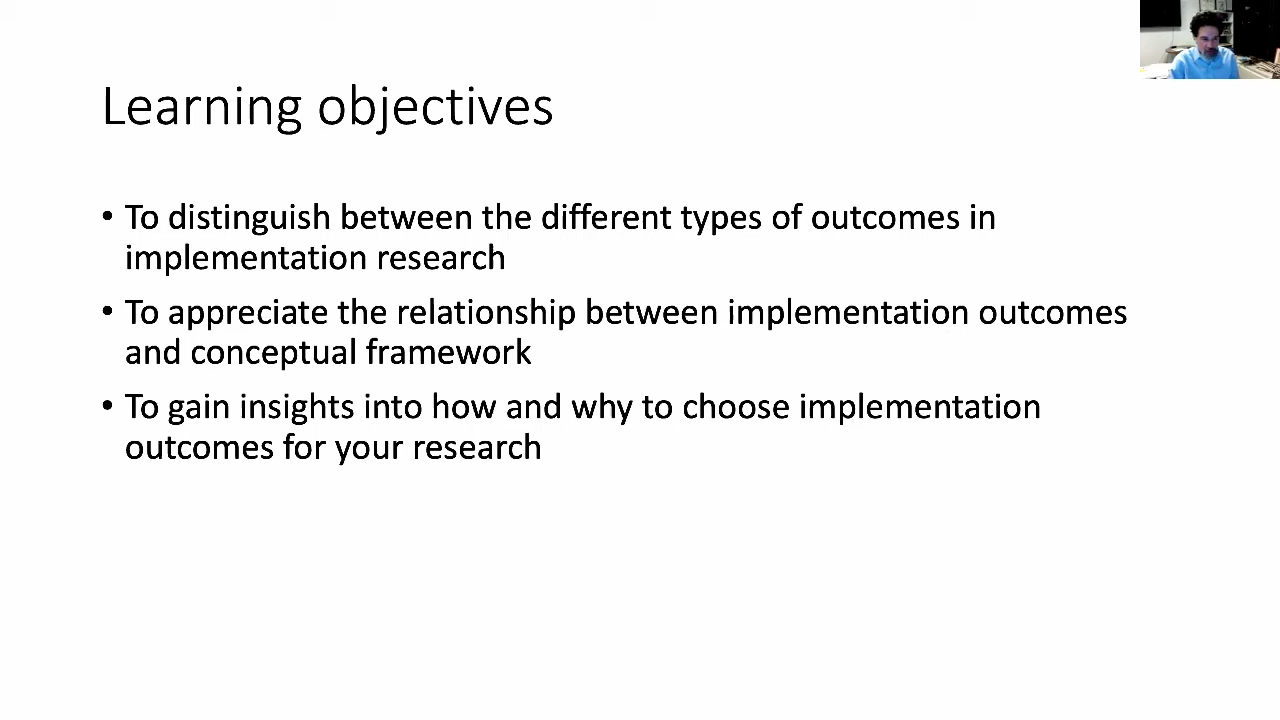 Learning objectives
• To distinguish between the different types of outcomes in
implementation research
• To appreciate the relationship between implementation outcomes
and conceptual framework
• To gain insights into how and why to choose implementation
outcomes for your research